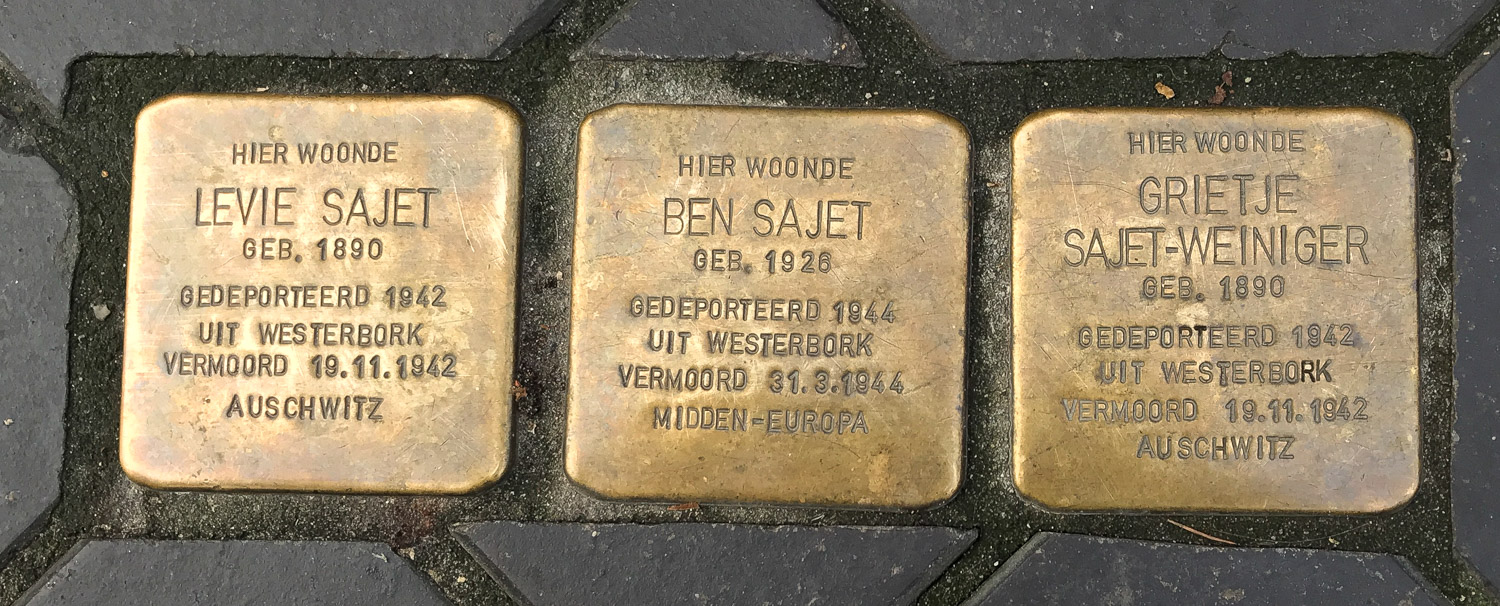 HIER WOONDE
LEVIE SAJET
GEB. 1890
GEDEPORTEERD 1942
UIT WESTERBORK
VERMOORD 19.11.1942
AUSCHWITZ
HIER WOONDE
BEN SAJET
GEB. 1926
GEDEPORTEERD 1944
UIT WESTERBORK
VERMOORD 31.3.1944
MIDDEN-EUROPA
HIER WOONDE
GRIETJE
SAJET-WEINIGER
GEB. 1890
GEDEPORTEERD 1942
UIT WESTERBORK
VERMOORD 19.11.1942
AUSCHWITZ